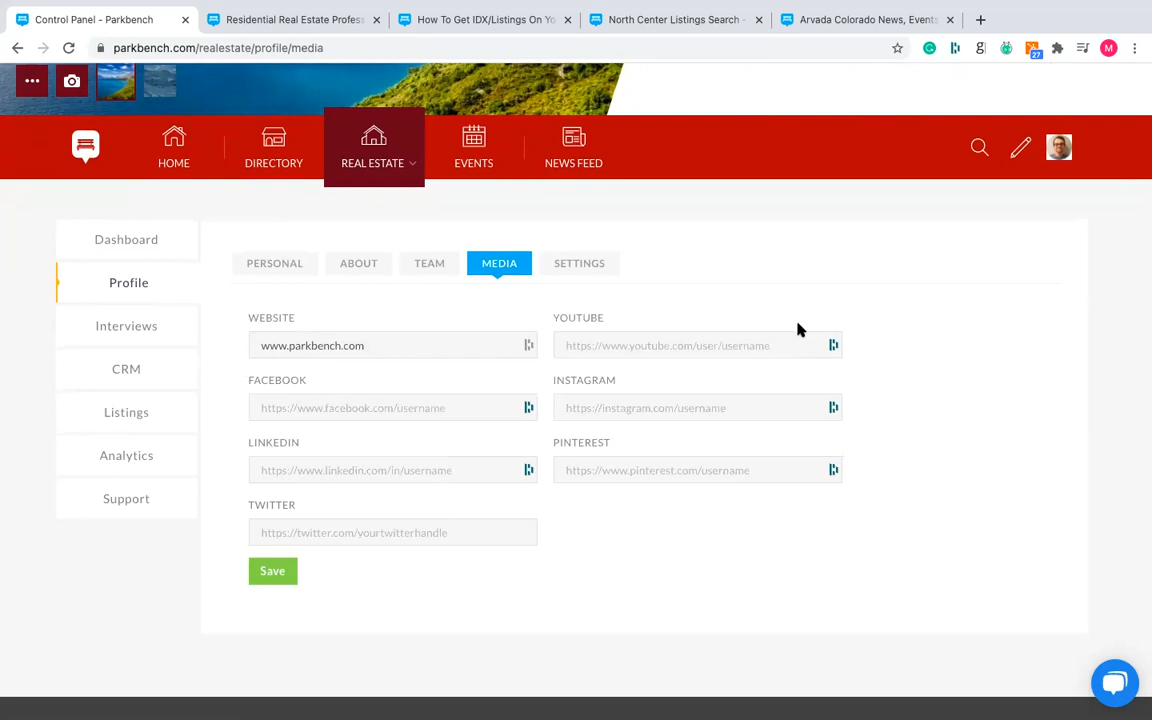 Control Panel - Parkbench
Residential Real Estate Profess
How To Get IDX/Listings On Yo
North Center Listings Search -
Arvada Colorado News, Events
parkbench.com/realestate/profile/media
27
M
HOME
DIRECTORY
REAL ESTATE
EVENTS
NEWS FEED
Dashboard
Profile
Interviews
CRM
Listings
Analytics
Support
PERSONAL
ABOUT
TEAM
MEDIA
SETTINGS
WEBSITE
www.parkbench.com
YOUTUBE
https://www.youtube.com/user/username
FACEBOOK
https://www.facebook.com/username
INSTAGRAM
https://instagram.com/username
LINKEDIN
https://www.linkedin.com/in/username
PINTEREST
https://www.pinterest.com/username
TWITTER
https://twitter.com/yourtwitterhandle
Save